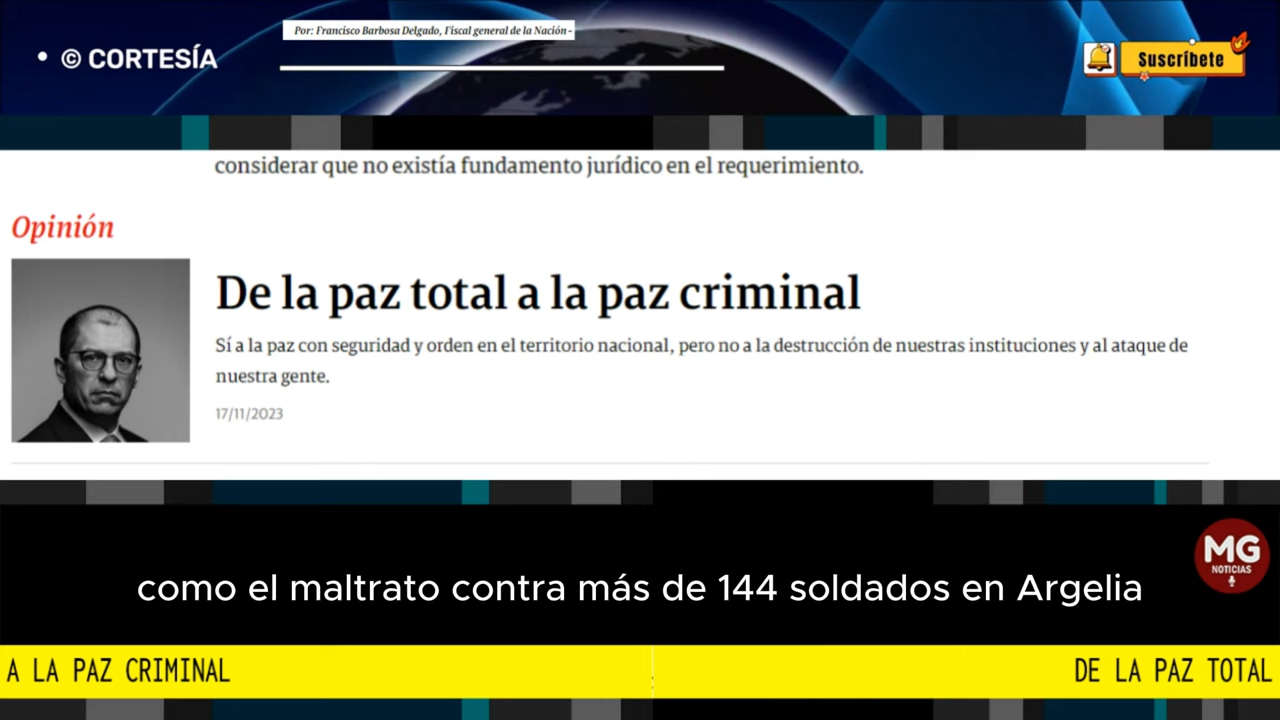 Por: Francisco Barbosa Delgado, Fiscal general de la Nación -
• © CORTESÍA
Suscríbete
considerar que no existía fundamento jurídico en el requerimiento.
Opinión
De la paz total a la paz criminal
Sí a la paz con seguridad y orden en el territorio nacional, pero no a la destrucción de nuestras instituciones y al ataque de
nuestra gente.
17/11/2023
MG
NOTICIAS
como el maltrato contra más de 144 soldados en Argelia
A LA PAZ CRIMINAL
DE LA PAZ TOTAL